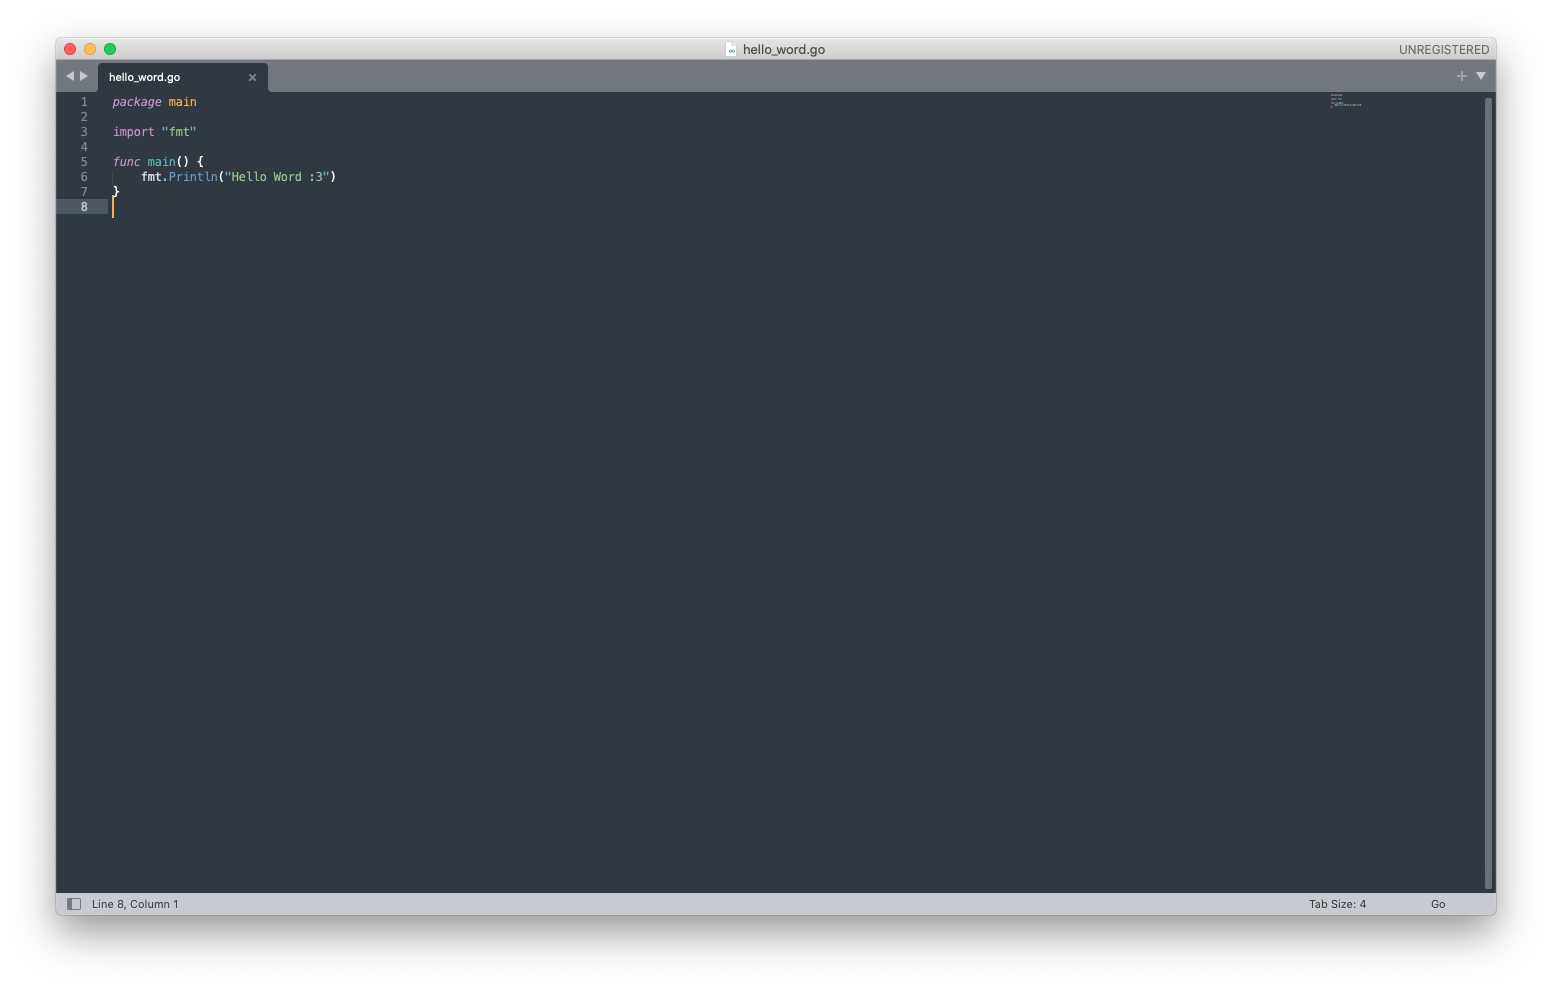 hello_word.go
UNREGISTERED
hello_word.go
1 package main
2
3 import "fmt"
4
5 func main() {
6 fmt.Println("Hello Word :3")
7 }
8
Line 8, Column 1
Tab Size: 4
Go